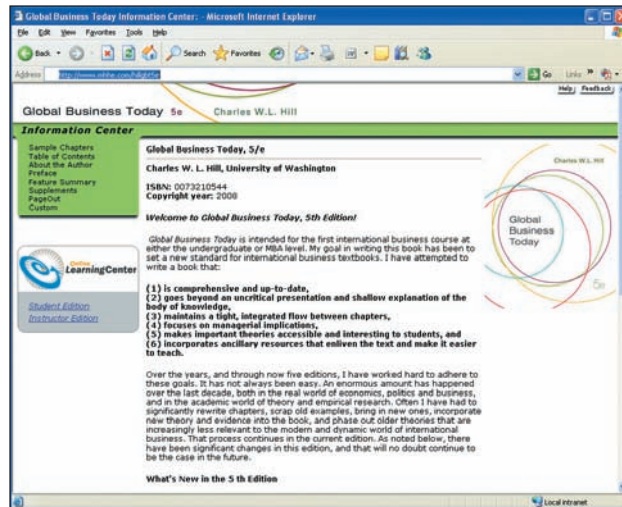 Global Business Today Information Center: - Microsoft Internet Explorer
File Edit View Favorites Tools Help
Back Search Favorites
Address http://www.mhhe.com/hillgbt5e Go Links
Help Feedback
Global Business Today 5e Charles W.L. Hill
Information Center
Sample Chapters
Table of Contents
About the Author
Preface
Feature Summary
Supplements
PageOut
Custom
Online
LearningCenter
Student Edition
Instructor Edition
Global Business Today, 5/e
Charles W. L. Hill, University of Washington
ISBN: 0073210544
Copyright year: 2008
Welcome to Global Business Today, 5th Edition!
Global Business Today is intended for the first international business course at
either the undergraduate or MBA level. My goal in writing this book has been to
set a new standard for international business textbooks. I have attempted to
write a book that:
(1) is comprehensive and up-to-date,
(2) goes beyond an uncritical presentation and shallow explanation of the
body of knowledge,
(3) maintains a tight, integrated flow between chapters,
(4) focuses on managerial implications,
(5) makes important theories accessible and interesting to students, and
(6) incorporates ancillary resources that enliven the text and make it easier
to teach.
Over the years, and through now five editions, I have worked hard to adhere to
these goals. It has not always been easy. An enormous amount has happened
over the last decade, both in the real world of economics, politics and business,
and in the academic world of theory and empirical research. Often I have had to
significantly rewrite chapters, scrap old examples, bring in new ones, incorporate
new theory and evidence into the book, and phase out older theories that are
increasingly less relevant to the modern and dynamic world of international
business. That process continues in the current edition. As noted below, there
have been significant changes in this edition, and that will no doubt continue to
be the case in the future.
What's New in the 5 th Edition
Charles W.L. Hill
Global
Business
Today
5e
Local intranet